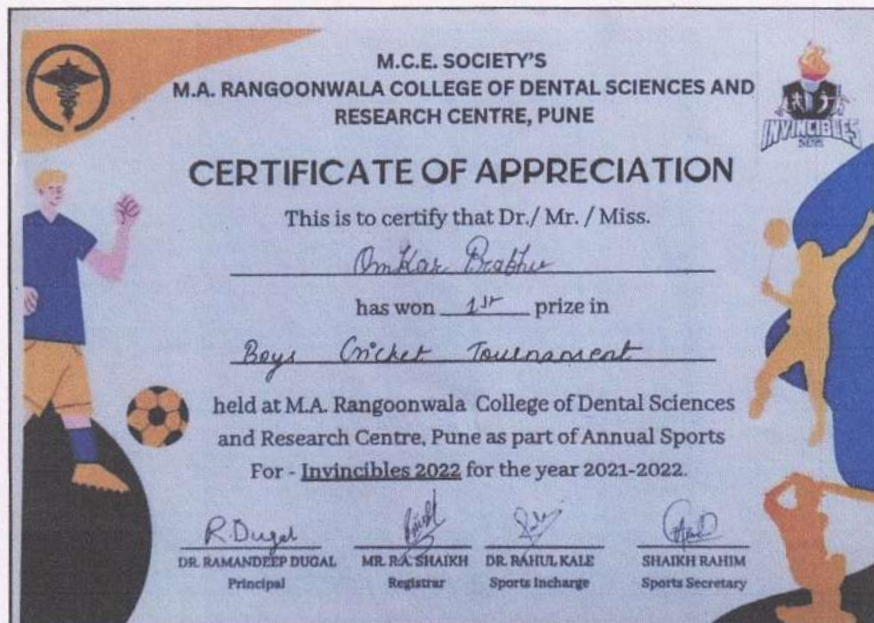 M.C.E. SOCIETY'S
M.A. RANGOONWALA COLLEGE OF DENTAL SCIENCES AND
RESEARCH CENTRE, PUNE
INVINCIBLES
CERTIFICATE OF APPRECIATION
This is to certify that Dr./ Mr. / Miss.
Omkar Prabhu
has won 1st prize in
Boys Cricket Tournament
held at M.A. Rangoonwala College of Dental Sciences
and Research Centre, Pune as part of Annual Sports
For - Invincibles 2022 for the year 2021-2022.
R.Dugal
DR. RAMANDEEP DUGAL MR. R.A. SHAIKH DR. RAHUL KALE SHAIKH RAHIM
Principal Registrar Sports Incharge Sports Secretary